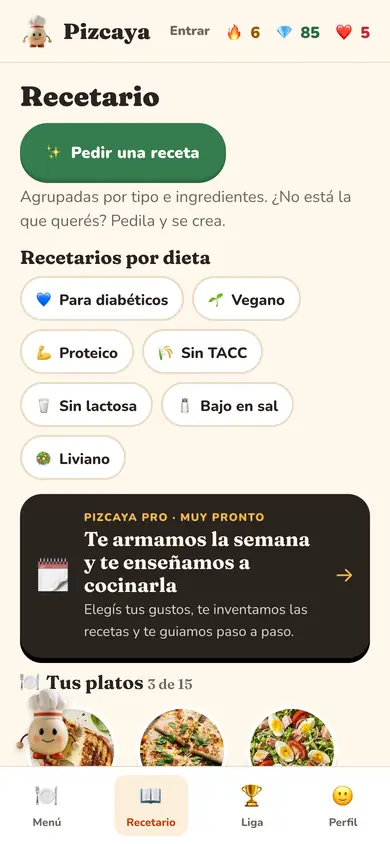 Pizcaya
Entrar
6
85
5
Recetario
Pedir una receta
Agrupadas por tipo e ingredientes. ¿No está la
que querés? Pedila y se crea.
Recetarios por dieta
Para diabéticos
Vegano
Proteico
Sin TACC
Sin lactosa
Bajo en sal
Liviano
PIZCAYA PRO · MUY PRONTO
Te armamos la semana
y te enseñamos a
cocinarla
Elegís tus gustos, te inventamos las
recetas y te guiamos paso a paso.
Tus platos 3 de 15
Menú
Recetario
Liga
Perfil